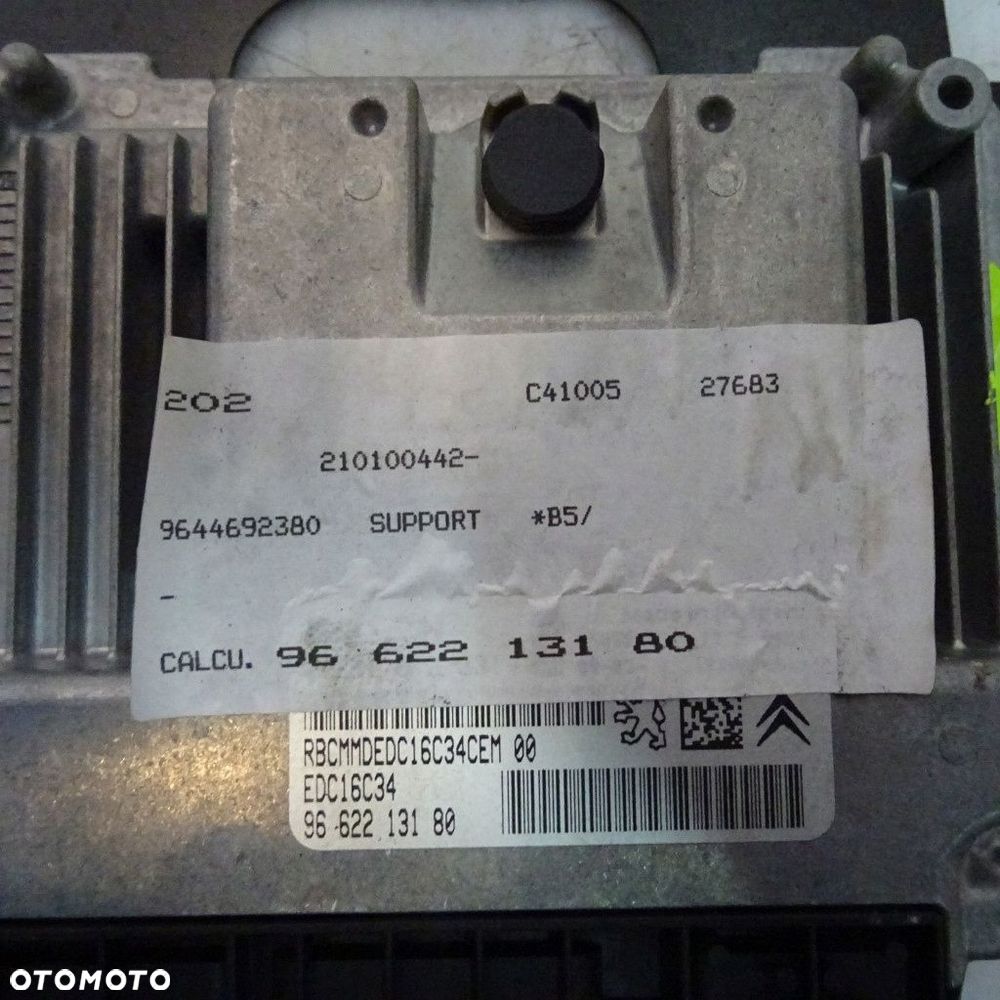 202 C41005 27683
210100442-
9644692380 SUPPORT *B5/
-
CALCU. 96 622 131 80
RBCMMDEDC16C34CEM 00
EDC16C34
96 622 131 80
OTOMOTO